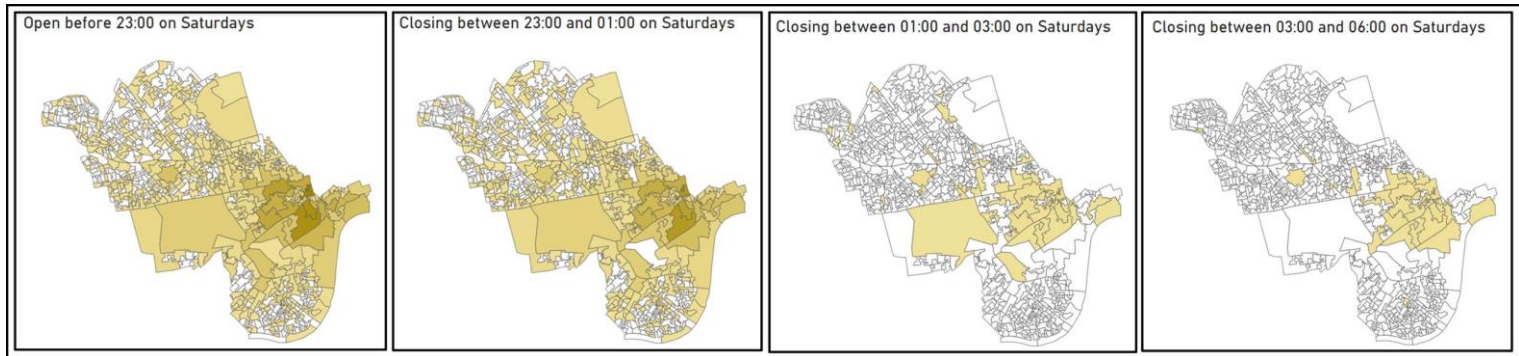 Open before 23:00 on Saturdays
Closing between 23:00 and 01:00 on Saturdays
Closing between 01:00 and 03:00 on Saturdays
Closing between 03:00 and 06:00 on Saturdays